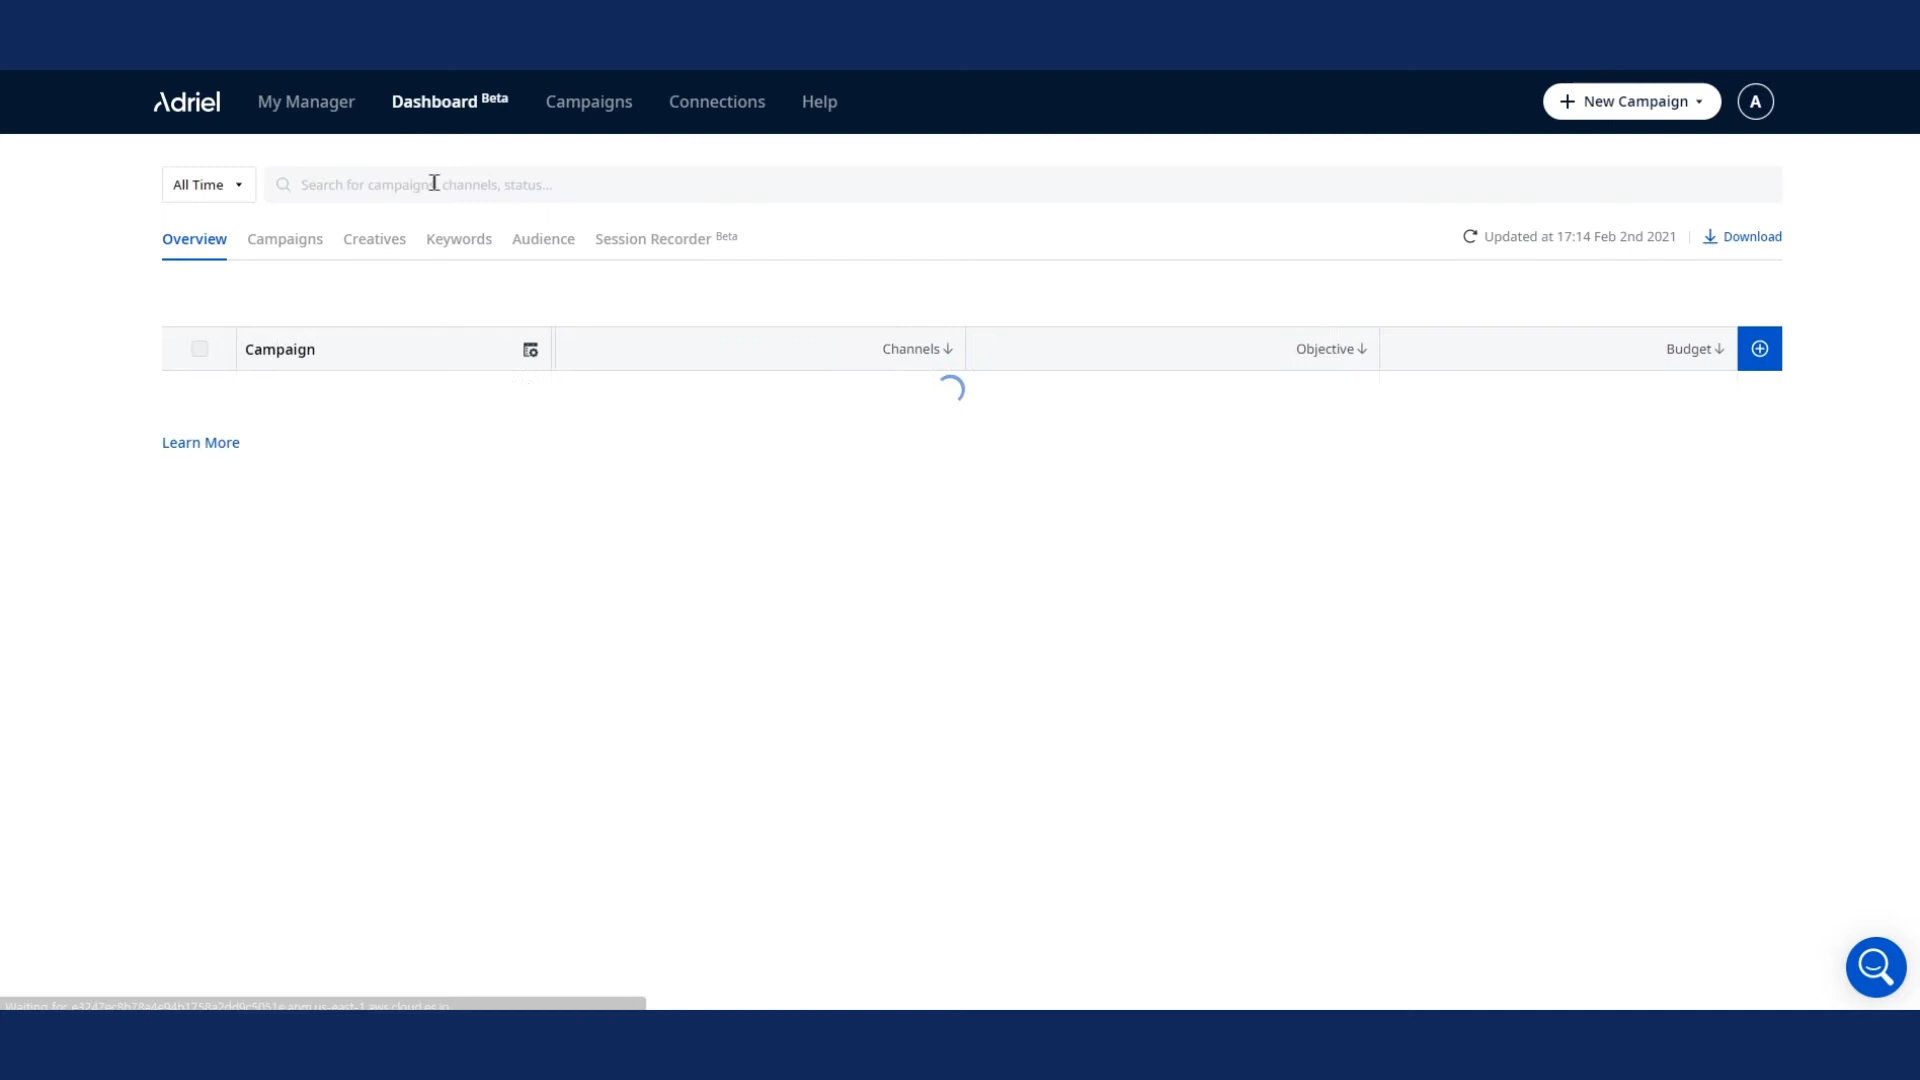 Adriel My Manager Dashboard Beta Campaigns Connections Help + New Campaign A
All Time Search for campaigns, channels, status...
Overview Campaigns Creatives Keywords Audience Session Recorder Beta Updated at 17:14 Feb 2nd 2021 Download
Campaign Channels Objective Budget
Learn More